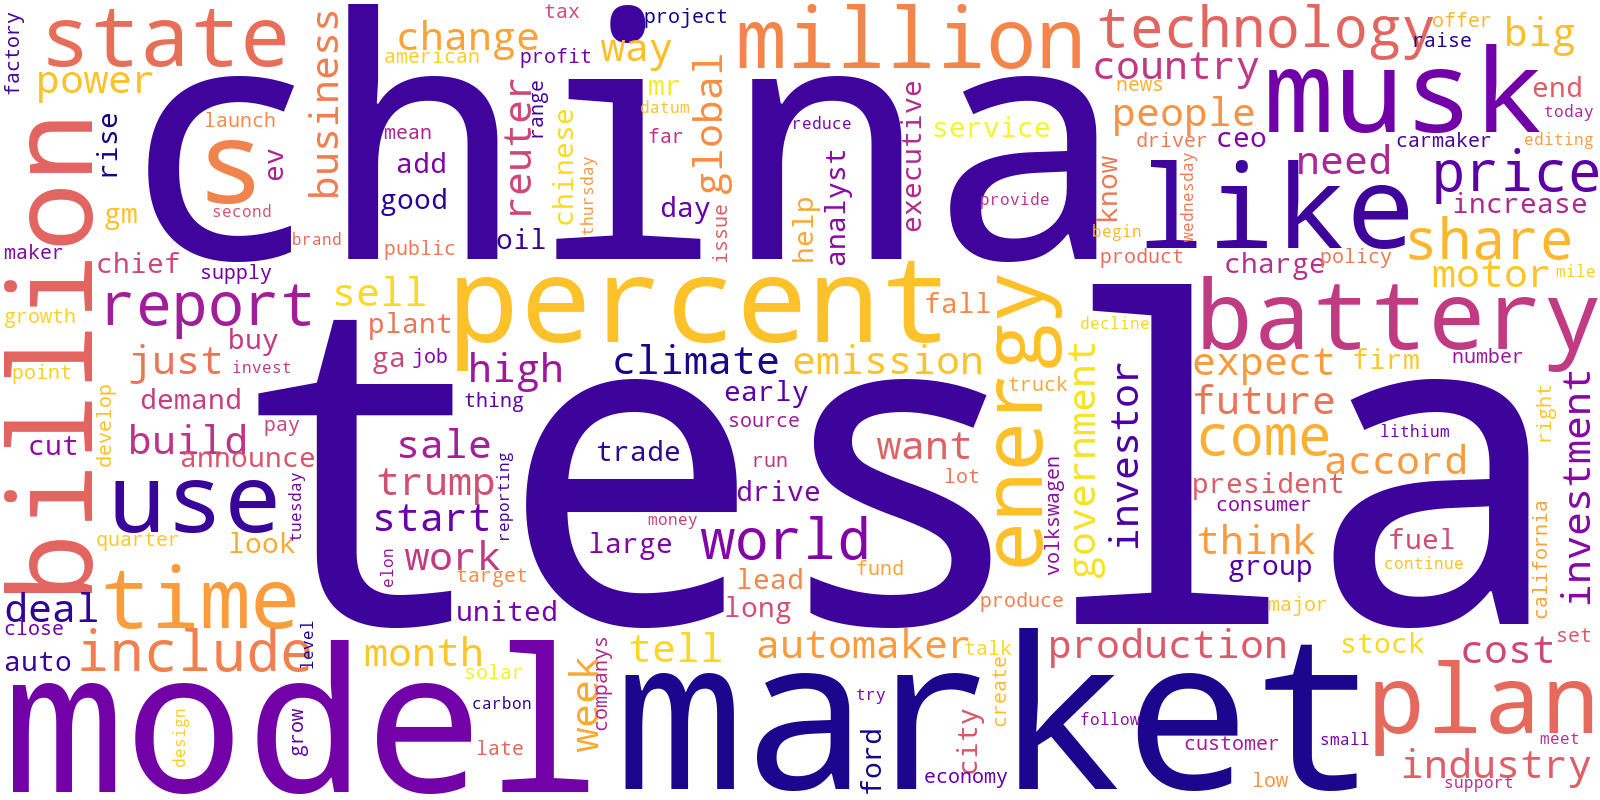 factory
state
power
billion
rise
gm
maker
chief
supply
report
growth
point
launch
s
ev
second
business
brand
china
change
american
mean
add
good
public
reuter
range
tax
project
profit
way
chinese
thursday
oil
mr
datum
far
global
issue
day
million
reduce
help
analyst
executive
service
provide
technology
offer
raise
big
country
news
people
driver
ceo
carmaker
editing
end
today
musk
know
wednesday
begin
product
like
need
price
increase
share
charge
policy
motor
mile
battery
percent
sell
plant
ga
job
high
thing
buy
invest
just
develop
demand
build
announce
pay
cut
use
tuesday
quarter
look
time
deal
close
tesla
climate
emission
fall
energy
early
source
truck
decline
government
investor
expect
firm
number
future
come
accord
lithium
right
investment
sale
trump
start
reporting
trade
drive
run
want
lot
president
consumer
think
group
fuel
continue
california
volkswagen
work
elon
target
united
large
money
world
lead
long
fund
produce
major
include
level
auto
month
solar
carbon
late
grow
design
model
week
companys
tell
automaker
talk
create
production
stock
cost
set
market
try
ford
city
economy
follow
customer
low
small
plan
industry
support
meet